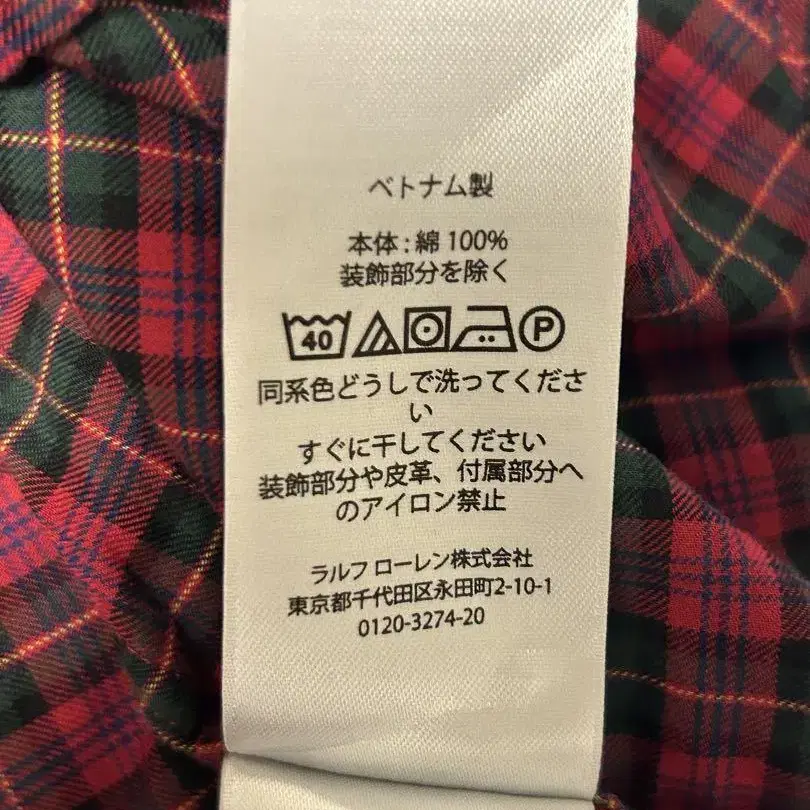 ベトナム製
本体 : 綿 100%
装飾部分を除く
40 P
同系色どうしで洗ってくださ
い
すぐに干してください
装飾部分や皮革、付属部分へ
のアイロン禁止
ラルフ ローレン株式会社
東京都千代田区永田町2-10-1
0120-3274-20